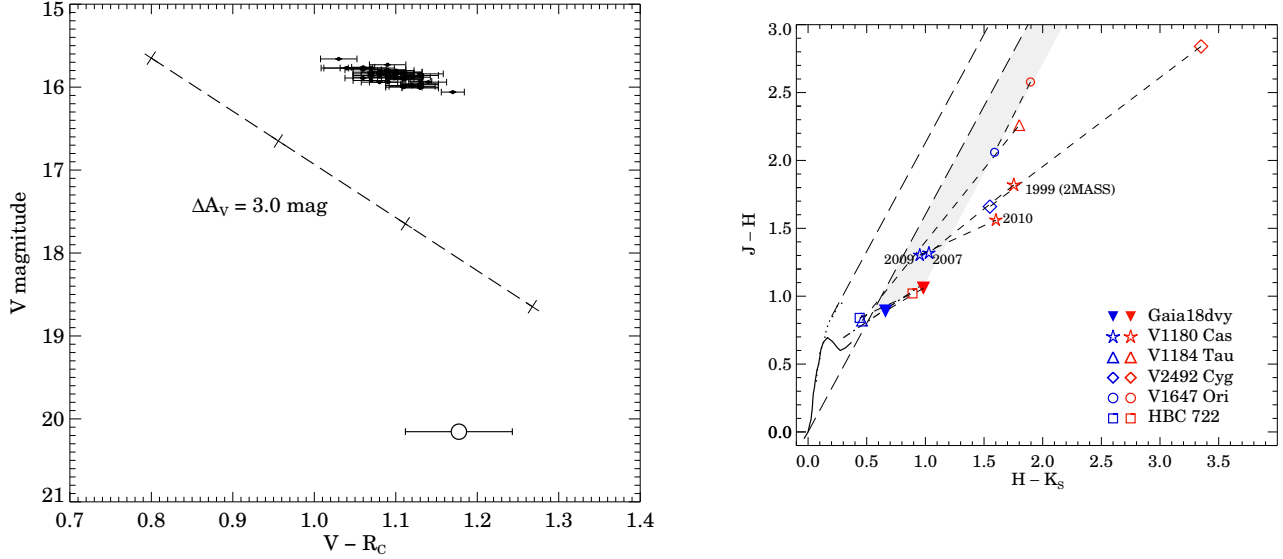 15
16
17
18
19
20
21
V magnitude
ΔA_V = 3.0 mag
0.7 0.8 0.9 1.0 1.1 1.2 1.3 1.4
V − R_C
3.0
2.5
2.0
1.5
1.0
0.5
0.0
J − H
1999 (2MASS)
2010
2009
2007
Gaia18dvy
V1180 Cas
V1184 Tau
V2492 Cyg
V1647 Ori
HBC 722
0.0 0.5 1.0 1.5 2.0 2.5 3.0 3.5
H − K_S